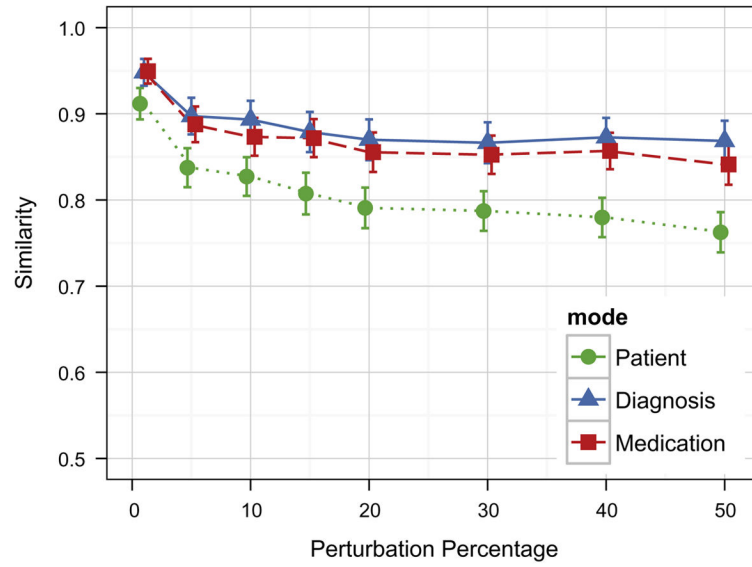 1.0
0.9
0.8
0.7
0.6
0.5
Similarity
0 10 20 30 40 50
Perturbation Percentage
mode
Patient
Diagnosis
Medication